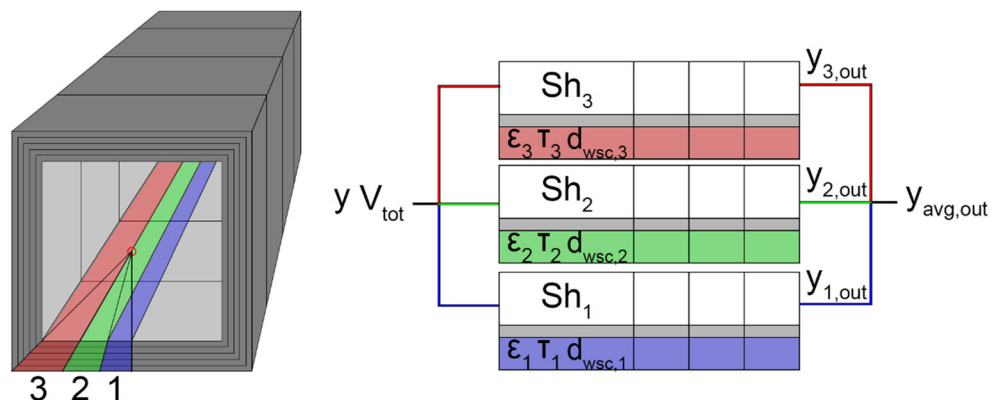 3 2 1
y V_tot
Sh_3
ε_3 τ_3 d_wsc,3
y_3,out
Sh_2
ε_2 τ_2 d_wsc,2
y_2,out
Sh_1
ε_1 τ_1 d_wsc,1
y_1,out
y_avg,out